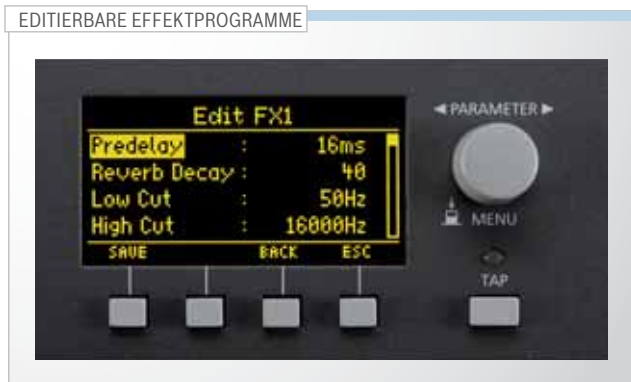 EDITIERBARE EFFEKTPROGRAMME
Edit FX1
Predelay : 16ms
Reverb Decay : 40
Low Cut : 50Hz
High Cut : 16000Hz
SAVE BACK ESC
◄ PARAMETER ►
MENU
TAP